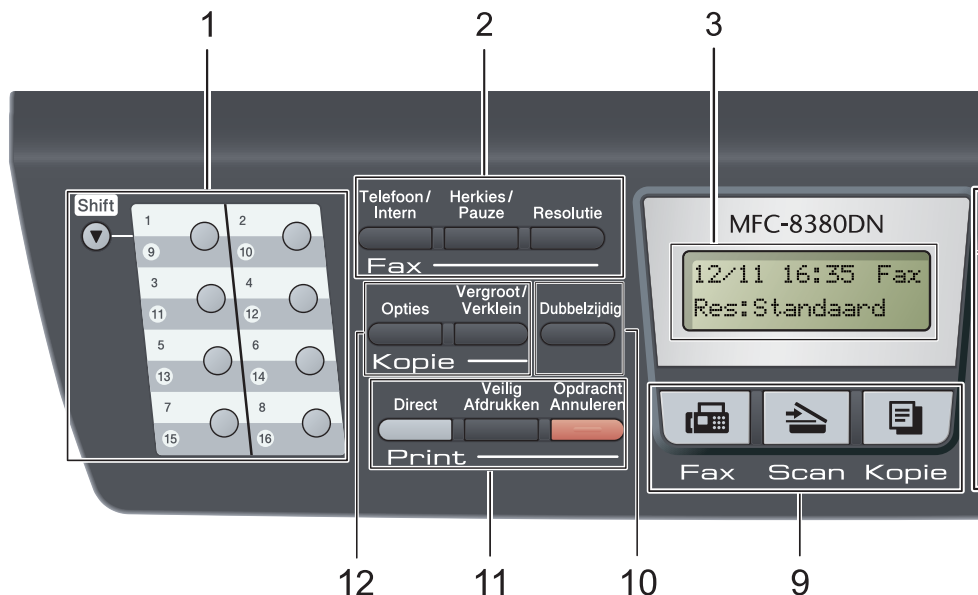 1
2
3
Shift
1
2
9
10
3
4
11
12
5
6
13
14
7
8
15
16
Telefoon/
Intern
Herkies/
Pauze
Resolutie
Fax
Opties
Vergroot/
Verklein
Kopie
Dubbelzijdig
Direct
Veilig
Afdrukken
Opdracht
Annuleren
Print
MFC-8380DN
12/11 16:35 Fax
Res:Standaard
Fax
Scan
Kopie
12
11
10
9